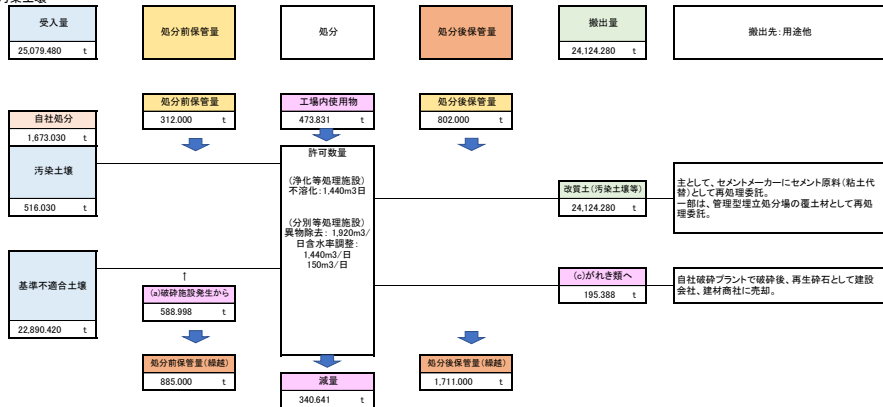 汚染土壌
受入量
25,079.480 t
処分前保管量
処分
処分後保管量
搬出量
24,124.280 t
搬出先:用途他
処分前保管量
312.000 t
工場内使用物
473.831 t
処分後保管量
802.000 t
自社処分
1,673.030 t
汚染土壌
516.030 t
許可数量
(浄化等処理施設)
不溶化:1,440m3日
(分別等処理施設)
異物除去: 1,920m3/
日含水率調整:
1,440m3/日
150m3/日
改質土(汚染土壌等)
24,124.280 t
主として、セメントメーカーにセメント原料(粘土代
替)として再処理委託。
一部は、管理型埋立処分場の覆土材として再処
理委託。
基準不適合土壌
22,890.420 t
↑
(a)破砕施設発生から
588.998 t
(c)がれき類へ
195.388 t
自社破砕プラントで破砕後、再生砕石として建設
会社、建材商社に売却。
処分前保管量(繰越)
885.000 t
減量
340.641 t
処分後保管量(繰越)
1,711.000 t